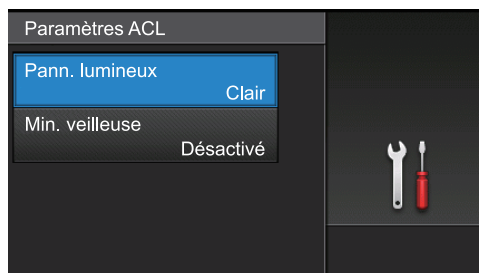 Paramètres ACL
Pann. lumineux
Clair
Min. veilleuse
Désactivé